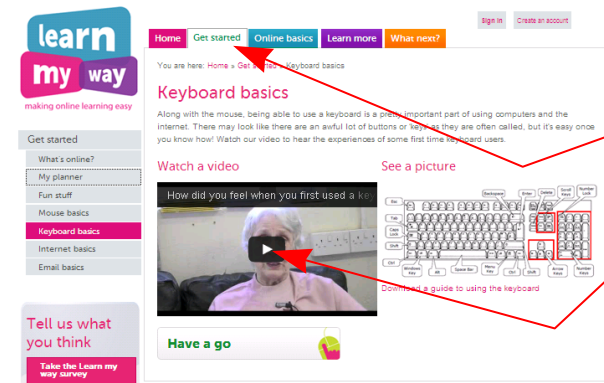 learn
my way
making online learning easy
Sign in
Create an account
Home
Get started
Online basics
Learn more
What next?
You are here: Home » Get started » Keyboard basics
Keyboard basics
Along with the mouse, being able to use a keyboard is a pretty important part of using computers and the
internet. There may look like there are an awful lot of buttons or 'keys' as they are often called, but it's easy once
you know how! Watch our video to hear the experiences of some first time keyboard users.
Get started
What's online?
My planner
Fun stuff
Mouse basics
Keyboard basics
Internet basics
Email basics
Watch a video
How did you feel when you first used a key
See a picture
Esc
Backspace
Enter
Delete
Scroll
Keys
Number
Lock
Tab
Caps
Lock
Shift
Ctrl
Windows
Key
Alt
Space Bar
Menu
Key
Ctrl
Shift
Arrow
Keys
Number
Keys
Download a guide to using the keyboard
Have a go
Tell us what
you think
Take the Learn my
way survey